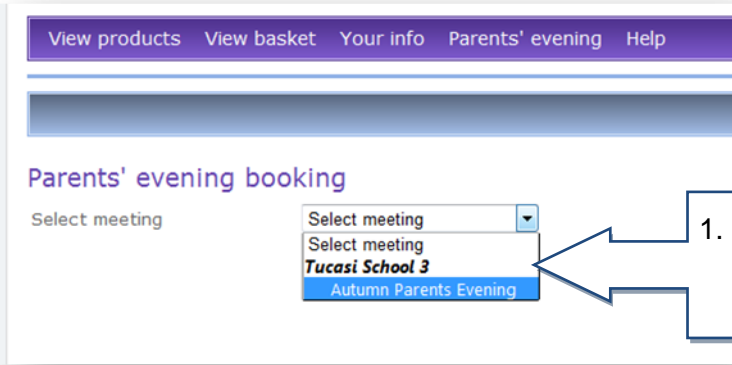 View products View basket Your info Parents' evening Help
Parents' evening booking
Select meeting Select meeting
Select meeting
Tucasi School 3
Autumn Parents Evening
1.